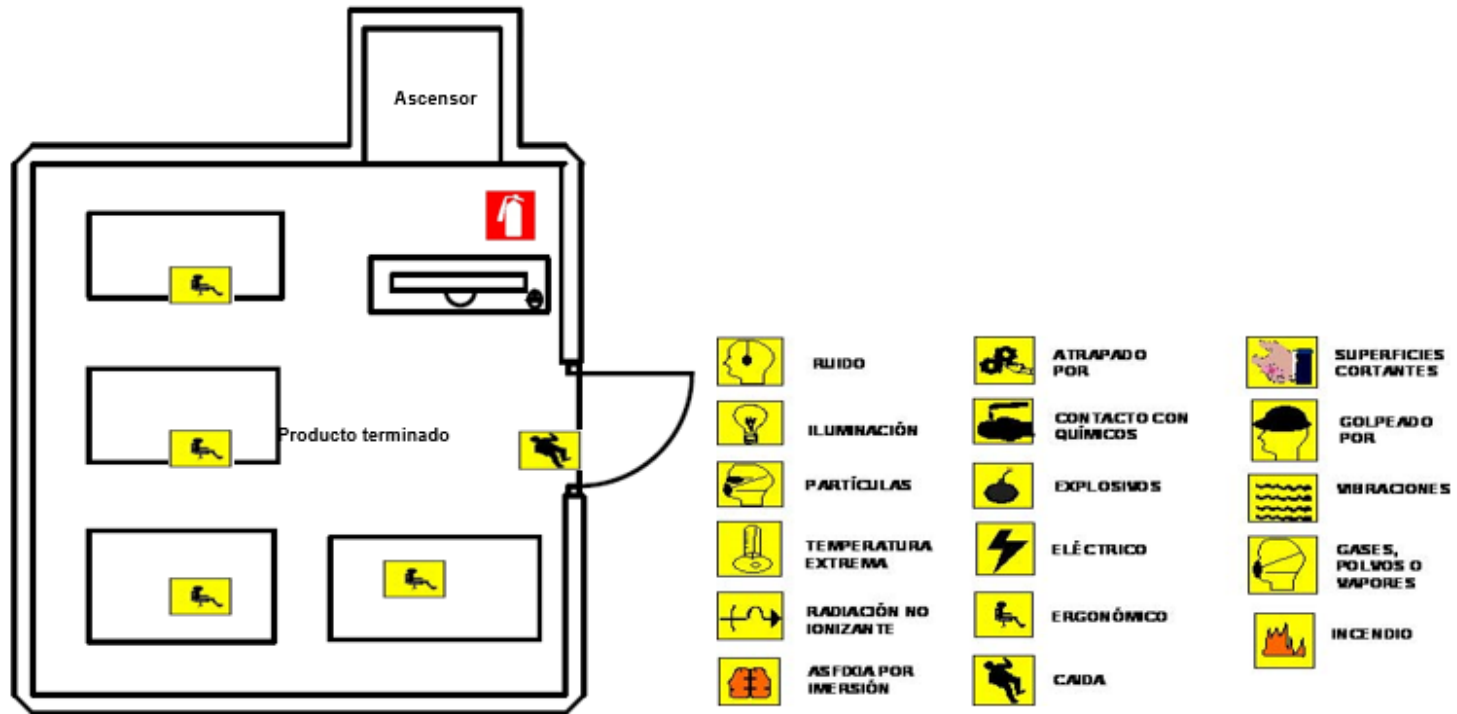 Ascensor
Producto terminado
RUIDO
ILUMINACIÓN
PARTÍCULAS
TEMPERATURA
EXTREMA
RADIACIÓN NO
IONIZANTE
ASFIXIA POR
IMERSIÓN
ATRAPADO
POR
CONTACTO CON
QUÍMICOS
EXPLOSIVOS
ELÉCTRICO
ERGONÓMICO
CAIDA
SUPERFICIES
CORTANTES
GOLPEADO
POR
VIBRACIONES
GASES,
POLVOS O
VAPORES
INCENDIO